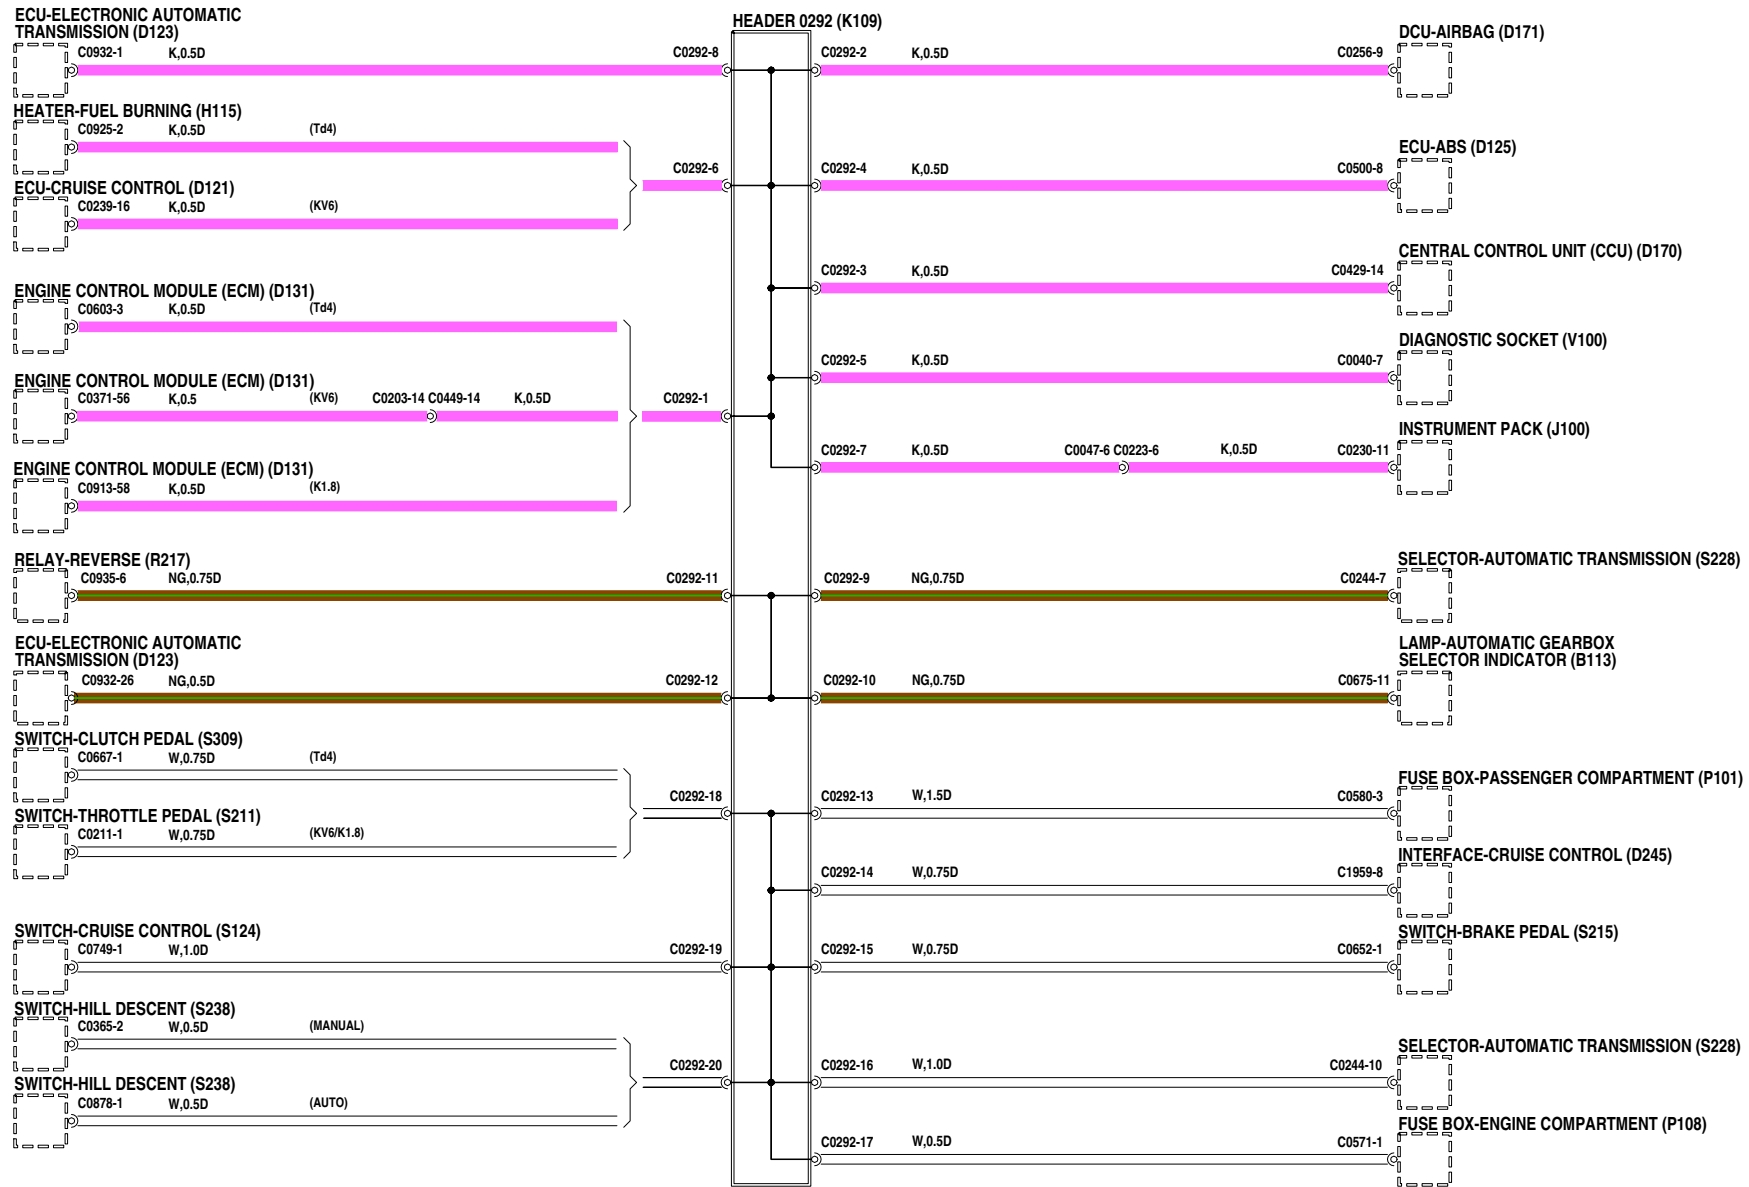 HEADER 0292 (K109)
ECU-ELECTRONIC AUTOMATIC
TRANSMISSION (D123)
C0932-1 K,0.5D C0292-8
HEATER-FUEL BURNING (H115)
C0925-2 K,0.5D (Td4)
C0292-6
ECU-CRUISE CONTROL (D121)
C0239-16 K,0.5D (KV6)
ENGINE CONTROL MODULE (ECM) (D131)
C0603-3 K,0.5D (Td4)
ENGINE CONTROL MODULE (ECM) (D131)
C0371-56 K,0.5 (KV6) C0203-14 C0449-14 K,0.5D C0292-1
ENGINE CONTROL MODULE (ECM) (D131)
C0913-58 K,0.5D (K1.8)
RELAY-REVERSE (R217)
C0935-6 NG,0.75D C0292-11
ECU-ELECTRONIC AUTOMATIC
TRANSMISSION (D123)
C0932-26 NG,0.5D C0292-12
SWITCH-CLUTCH PEDAL (S309)
C0667-1 W,0.75D (Td4)
C0292-18
SWITCH-THROTTLE PEDAL (S211)
C0211-1 W,0.75D (KV6/K1.8)
SWITCH-CRUISE CONTROL (S124)
C0749-1 W,1.0D C0292-19
SWITCH-HILL DESCENT (S238)
C0365-2 W,0.5D (MANUAL)
C0292-20
SWITCH-HILL DESCENT (S238)
C0878-1 W,0.5D (AUTO)
DCU-AIRBAG (D171)
C0292-2 K,0.5D C0256-9
ECU-ABS (D125)
C0292-4 K,0.5D C0500-8
CENTRAL CONTROL UNIT (CCU) (D170)
C0292-3 K,0.5D C0429-14
DIAGNOSTIC SOCKET (V100)
C0292-5 K,0.5D C0040-7
INSTRUMENT PACK (J100)
C0292-7 K,0.5D C0047-6 C0223-6 K,0.5D C0230-11
SELECTOR-AUTOMATIC TRANSMISSION (S228)
C0292-9 NG,0.75D C0244-7
LAMP-AUTOMATIC GEARBOX
SELECTOR INDICATOR (B113)
C0292-10 NG,0.75D C0675-11
FUSE BOX-PASSENGER COMPARTMENT (P101)
C0292-13 W,1.5D C0580-3
INTERFACE-CRUISE CONTROL (D245)
C0292-14 W,0.75D C1959-8
SWITCH-BRAKE PEDAL (S215)
C0292-15 W,0.75D C0652-1
SELECTOR-AUTOMATIC TRANSMISSION (S228)
C0292-16 W,1.0D C0244-10
FUSE BOX-ENGINE COMPARTMENT (P108)
C0292-17 W,0.5D C0571-1